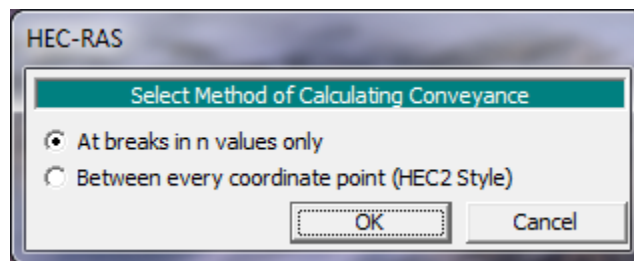 HEC-RAS
Select Method of Calculating Conveyance
At breaks in n values only
Between every coordinate point (HEC2 Style)
OK Cancel